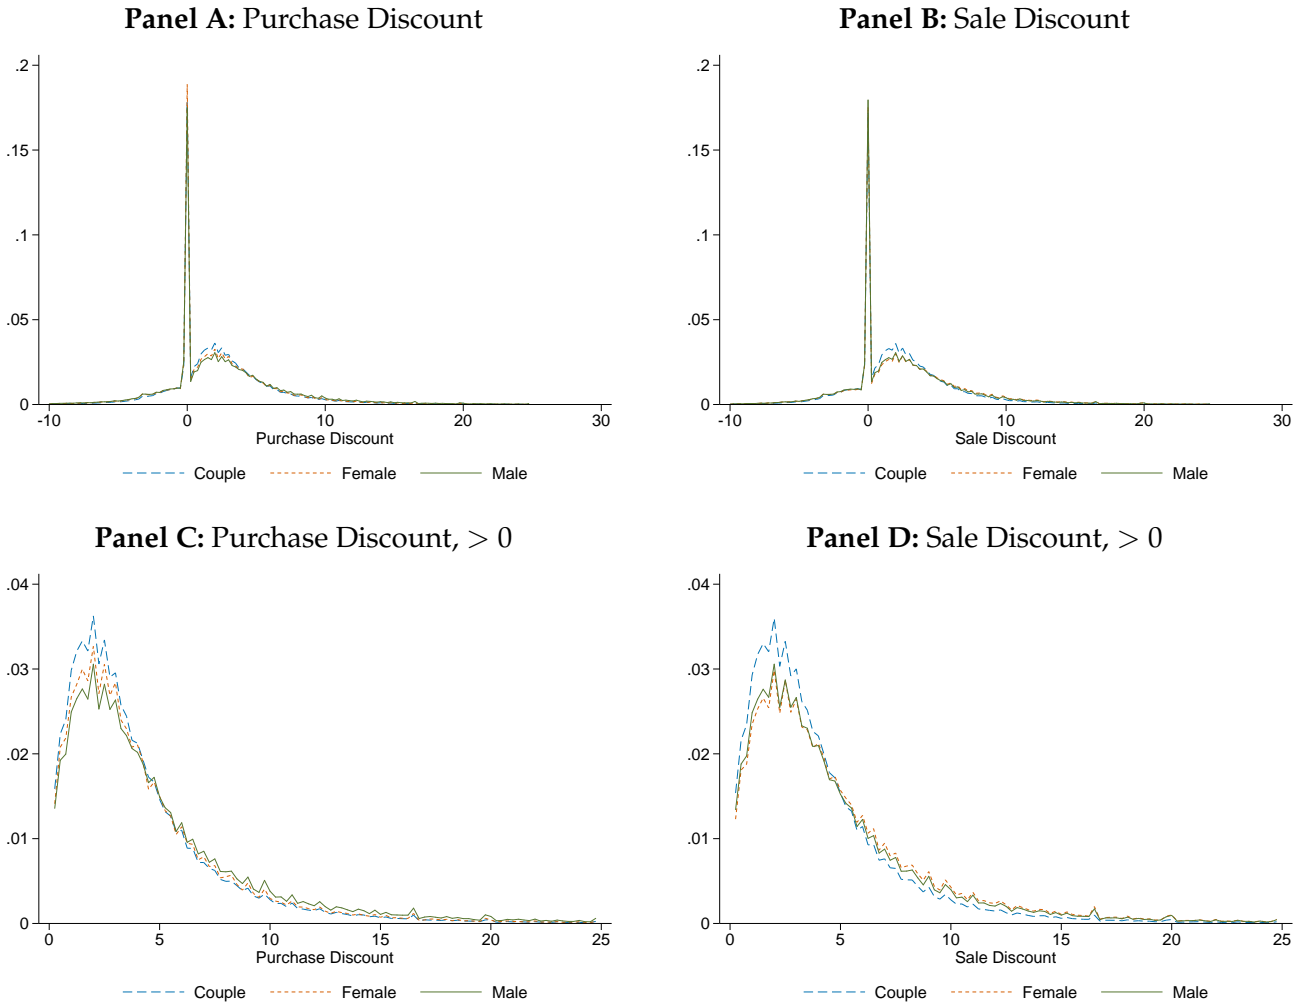 Panel A: Purchase Discount
.2
.15
.1
.05
0
-10 0 10 20 30
Purchase Discount
Couple Female Male
Panel B: Sale Discount
.2
.15
.1
.05
0
-10 0 10 20 30
Sale Discount
Couple Female Male
Panel C: Purchase Discount, > 0
.04
.03
.02
.01
0
0 5 10 15 20 25
Purchase Discount
Couple Female Male
Panel D: Sale Discount, > 0
.04
.03
.02
.01
0
0 5 10 15 20 25
Sale Discount
Couple Female Male